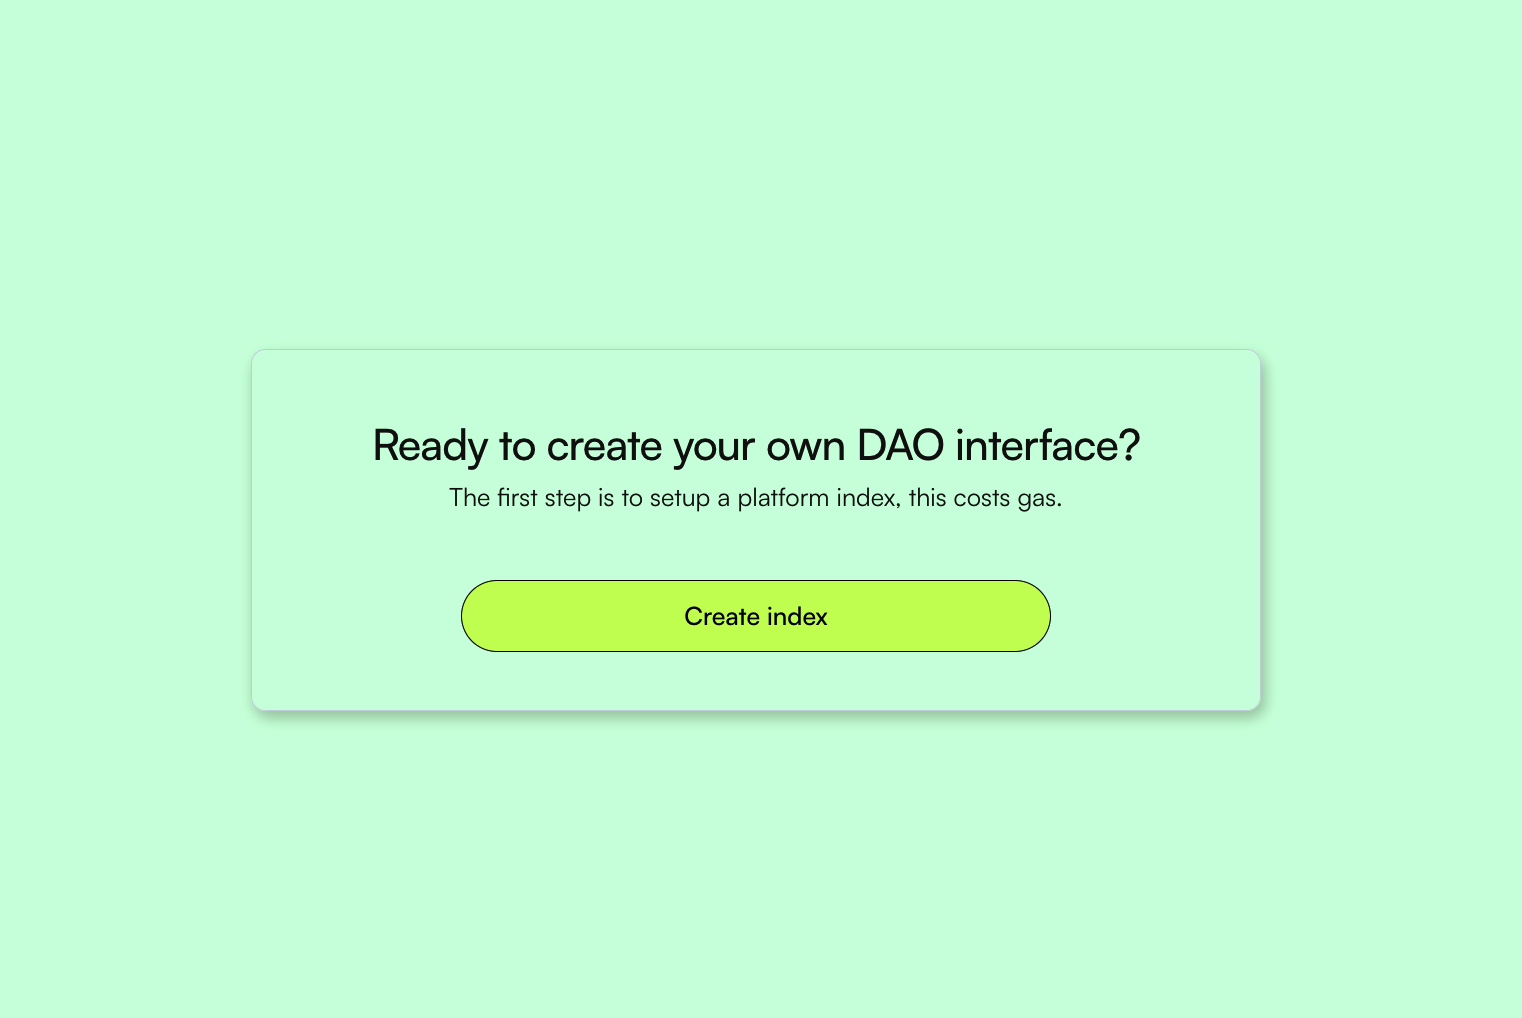 Ready to create your own DAO interface?
The first step is to setup a platform index, this costs gas.
Create index